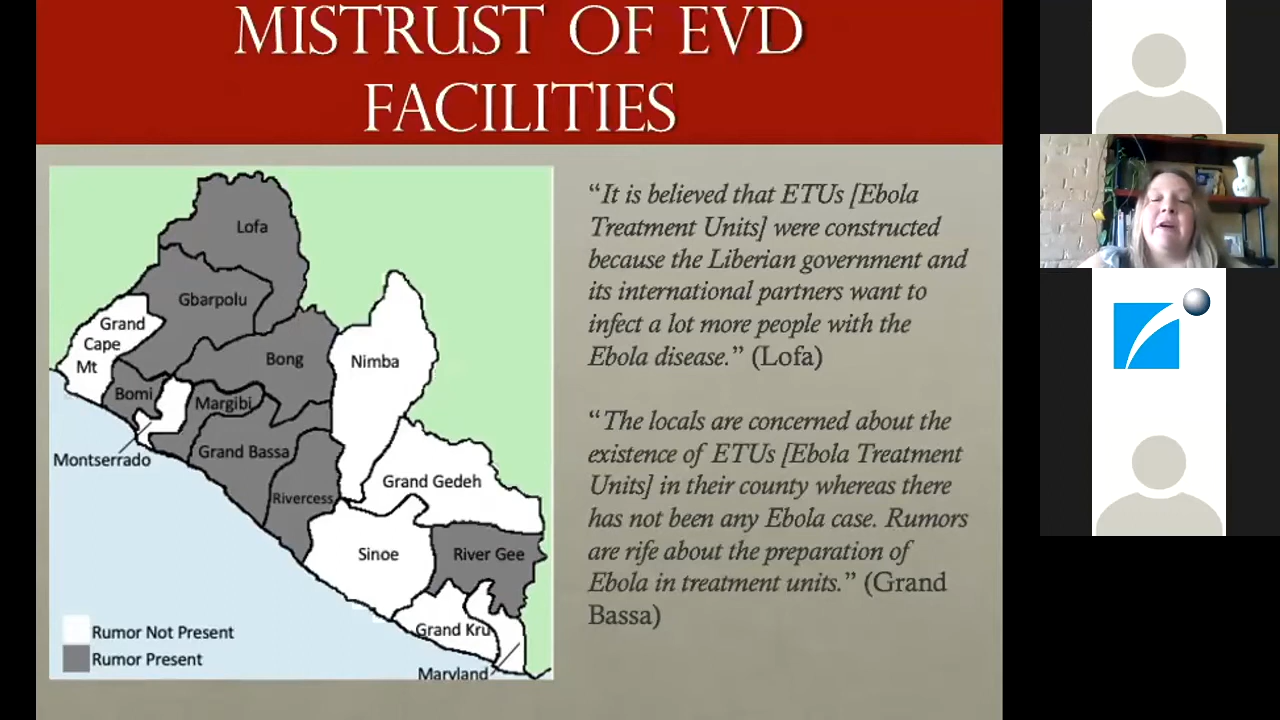 MISTRUST OF EVD
FACILITIES
Lofa
Gbarpolu
Grand
Cape
Mt
Bong
Nimba
Bomi
Margibi
Montserrado
Grand Bassa
Grand Gedeh
Rivercess
Sinoe
River Gee
Grand Kru
Maryland
Rumor Not Present
Rumor Present
“It is believed that ETUs [Ebola
Treatment Units] were constructed
because the Liberian government and
its international partners want to
infect a lot more people with the
Ebola disease.” (Lofa)
“The locals are concerned about the
existence of ETUs [Ebola Treatment
Units] in their county whereas there
has not been any Ebola case. Rumors
are rife about the preparation of
Ebola in treatment units.” (Grand
Bassa)